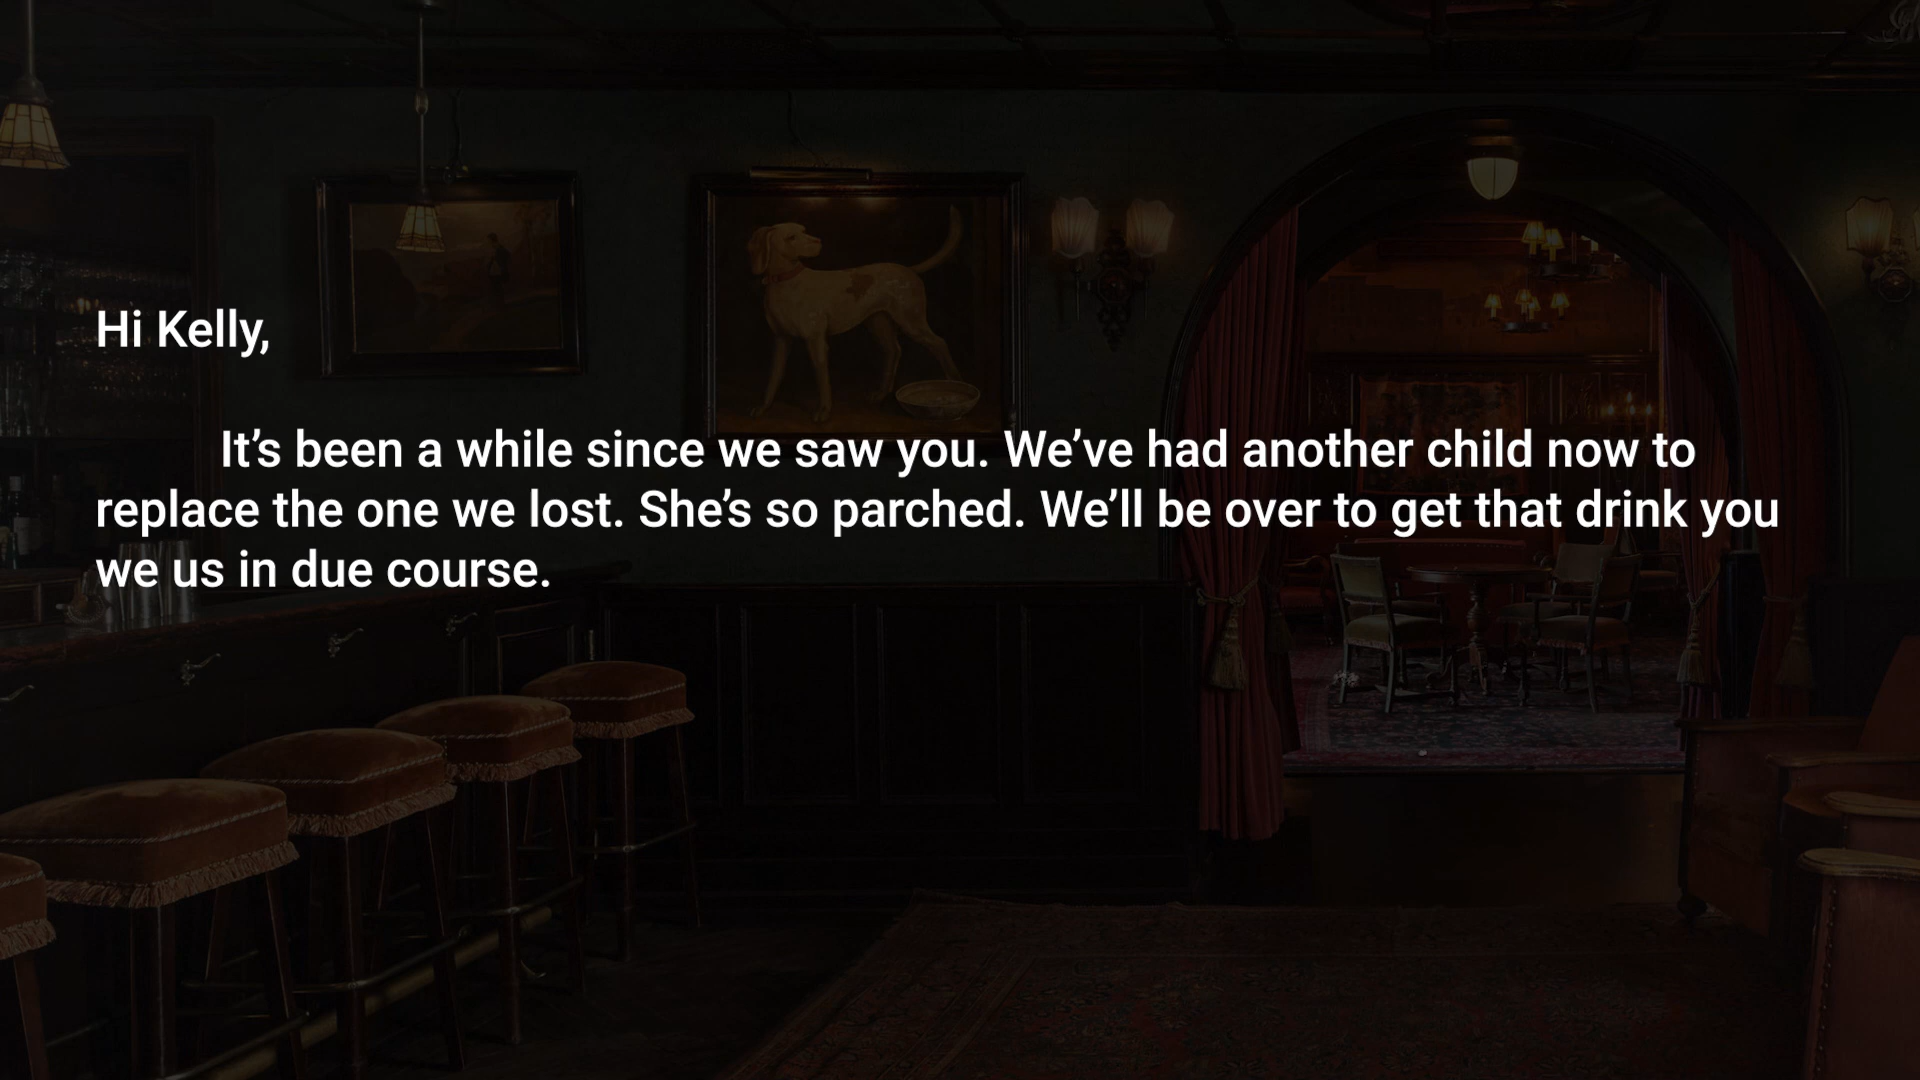 Hi Kelly,
It’s been a while since we saw you. We’ve had another child now to
replace the one we lost. She’s so parched. We’ll be over to get that drink you
we us in due course.